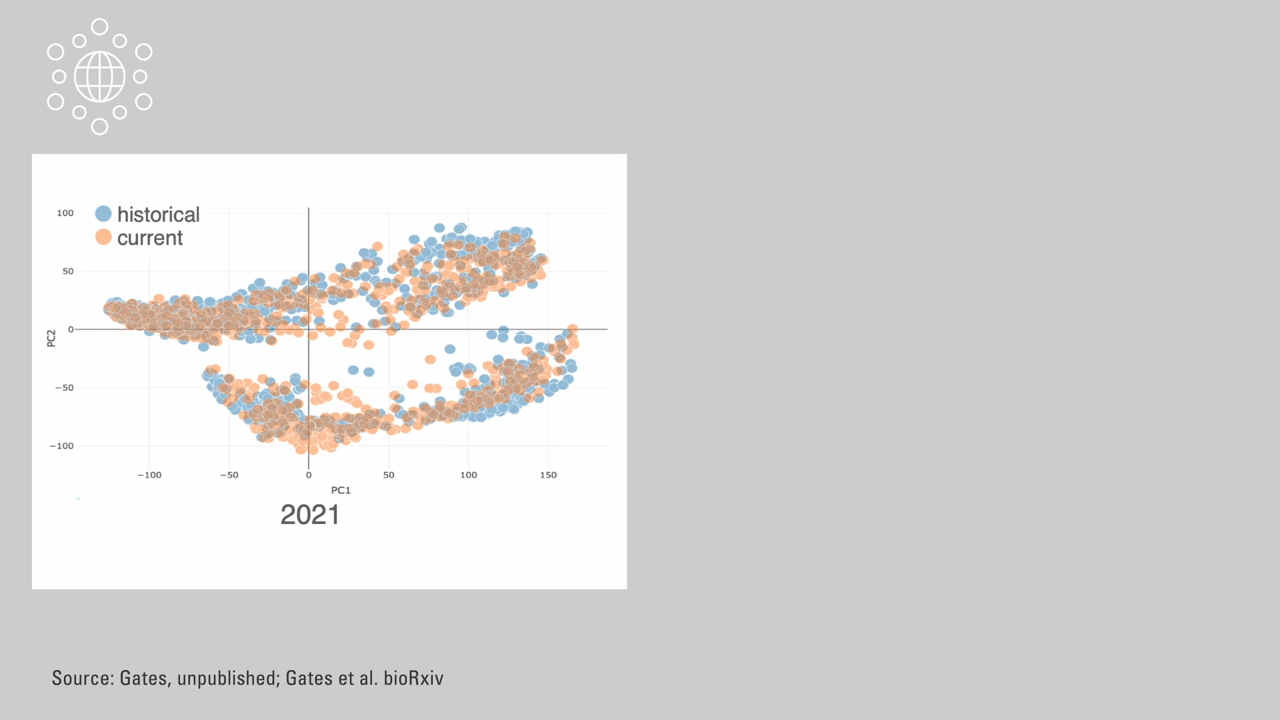 historical
current
100
50
0
−50
−100
PC2
−100
−50
0
50
100
150
PC1
2021
Source: Gates, unpublished; Gates et al. bioRxiv